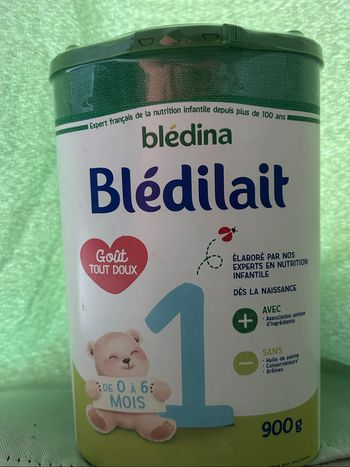 Expert français de la nutrition infantile depuis plus de 100 ans
blédina
Blédilait
Goût
TOUT DOUX
ÉLABORÉ PAR NOS
EXPERTS EN NUTRITION
INFANTILE
DÈS LA NAISSANCE
1
AVEC
• Association unique
d'ingrédients
SANS
• Huile de palme
• Conservateurs*
• Arômes*
DE 0 À 6
MOIS
900g